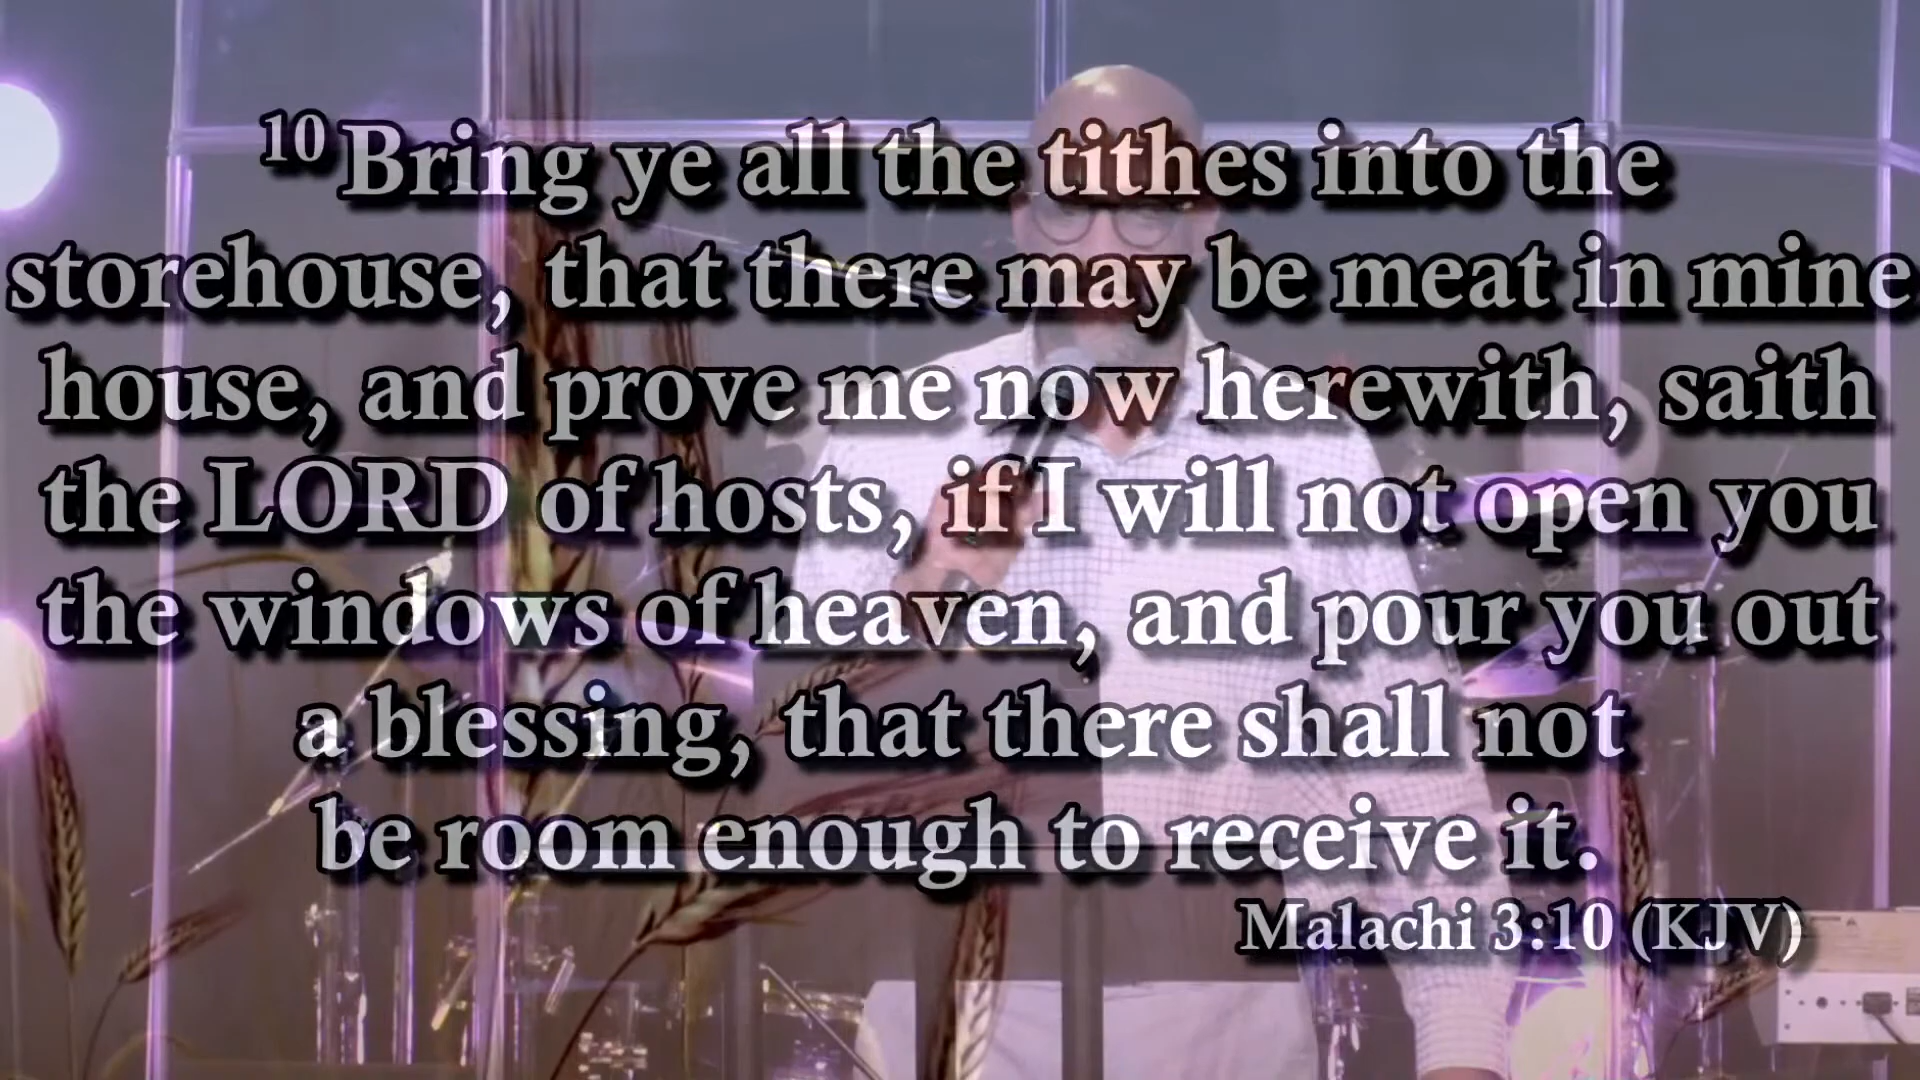 10 Bring ye all the tithes into the
storehouse, that there may be meat in mine
house, and prove me now herewith, saith
the LORD of hosts, if I will not open you
the windows of heaven, and pour you out
a blessing, that there shall not
be room enough to receive it.
Malachi 3:10 (KJV)